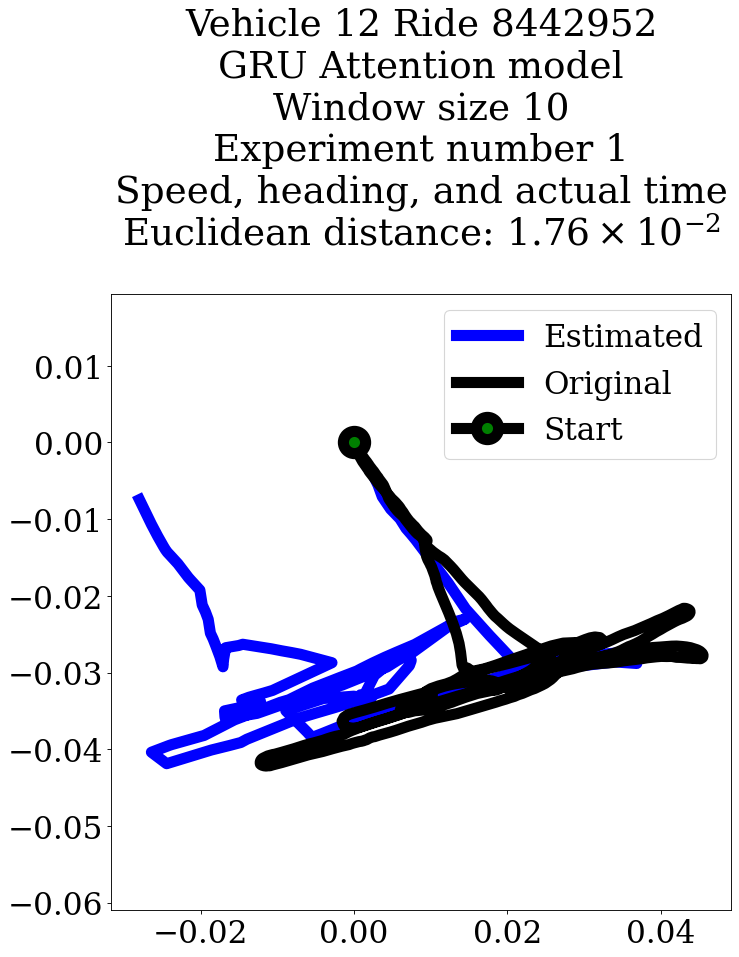 Vehicle 12 Ride 8442952
GRU Attention model
Window size 10
Experiment number 1
Speed, heading, and actual time
Euclidean distance: 1.76 × 10⁻²
Estimated
Original
Start
0.01
0.00
−0.01
−0.02
−0.03
−0.04
−0.05
−0.06
−0.02 0.00 0.02 0.04